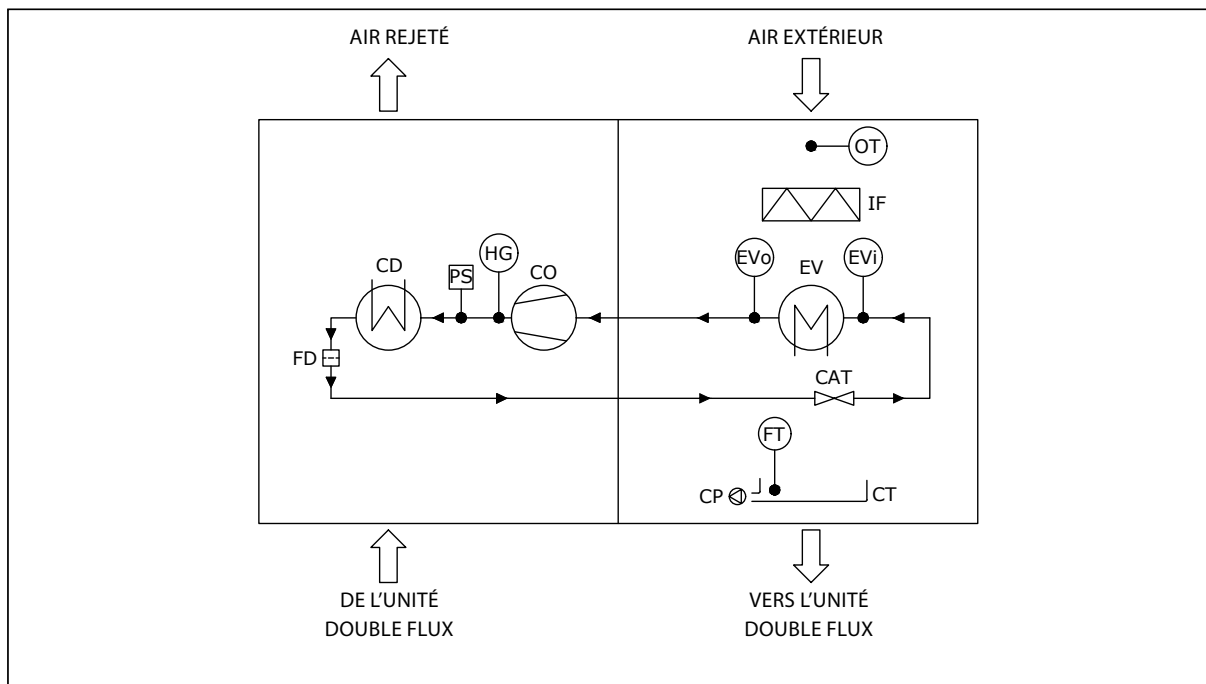 AIR REJETÉ
AIR EXTÉRIEUR
OT
IF
HG
EVo
EV
EVi
CD
PS
CO
FD
CAT
FT
CP
CT
DE L'UNITÉ
DOUBLE FLUX
VERS L'UNITÉ
DOUBLE FLUX